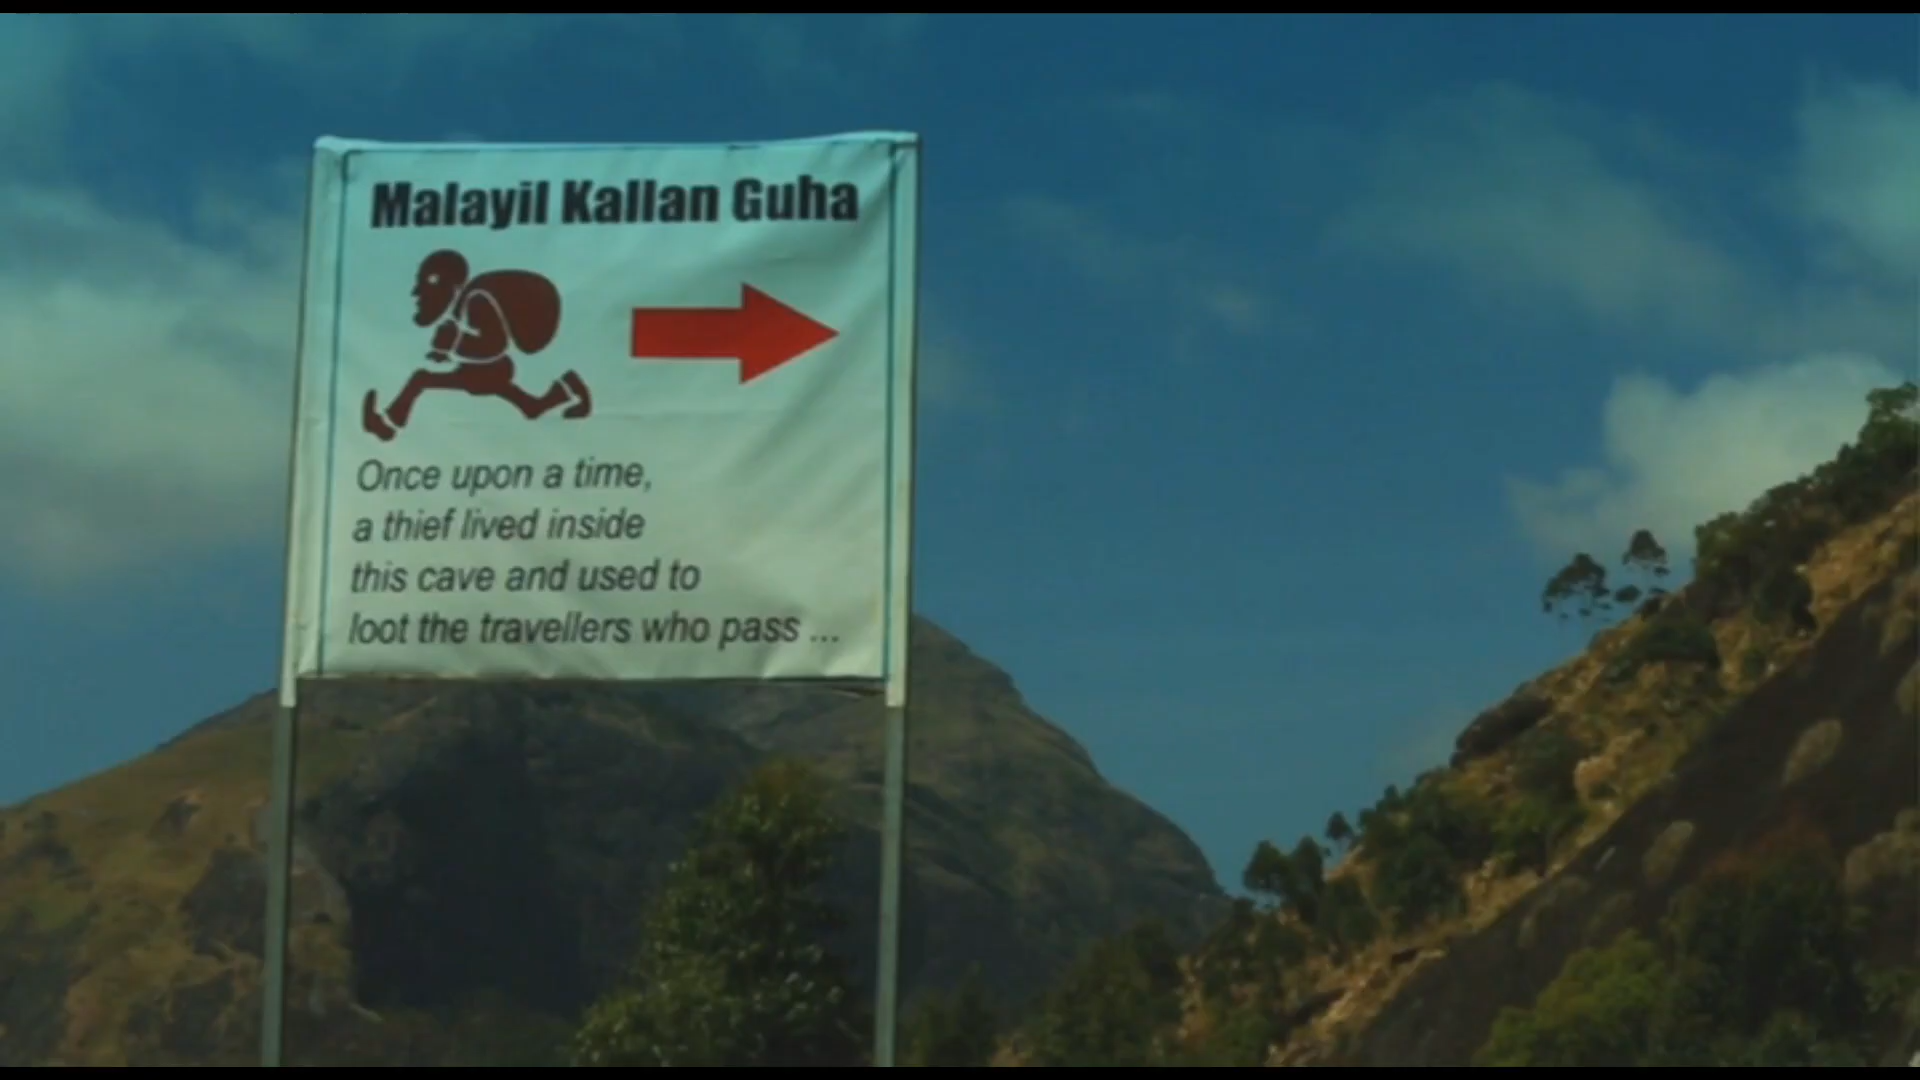 Malayil Kallan Guha
Once upon a time,
a thief lived inside
this cave and used to
loot the travellers who pass ...